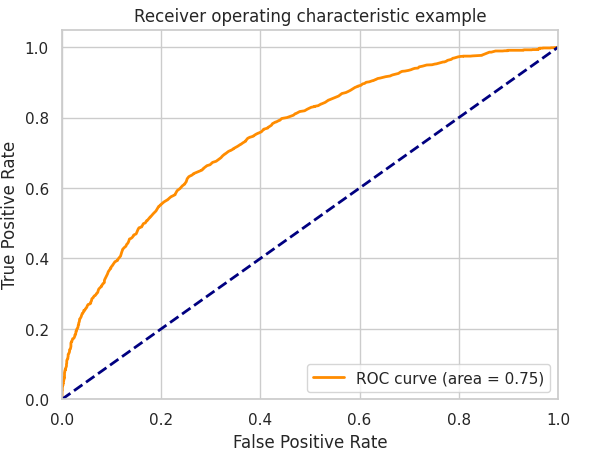 Receiver operating characteristic example
True Positive Rate
1.0
0.8
0.6
0.4
0.2
0.0
ROC curve (area = 0.75)
0.0 0.2 0.4 0.6 0.8 1.0
False Positive Rate